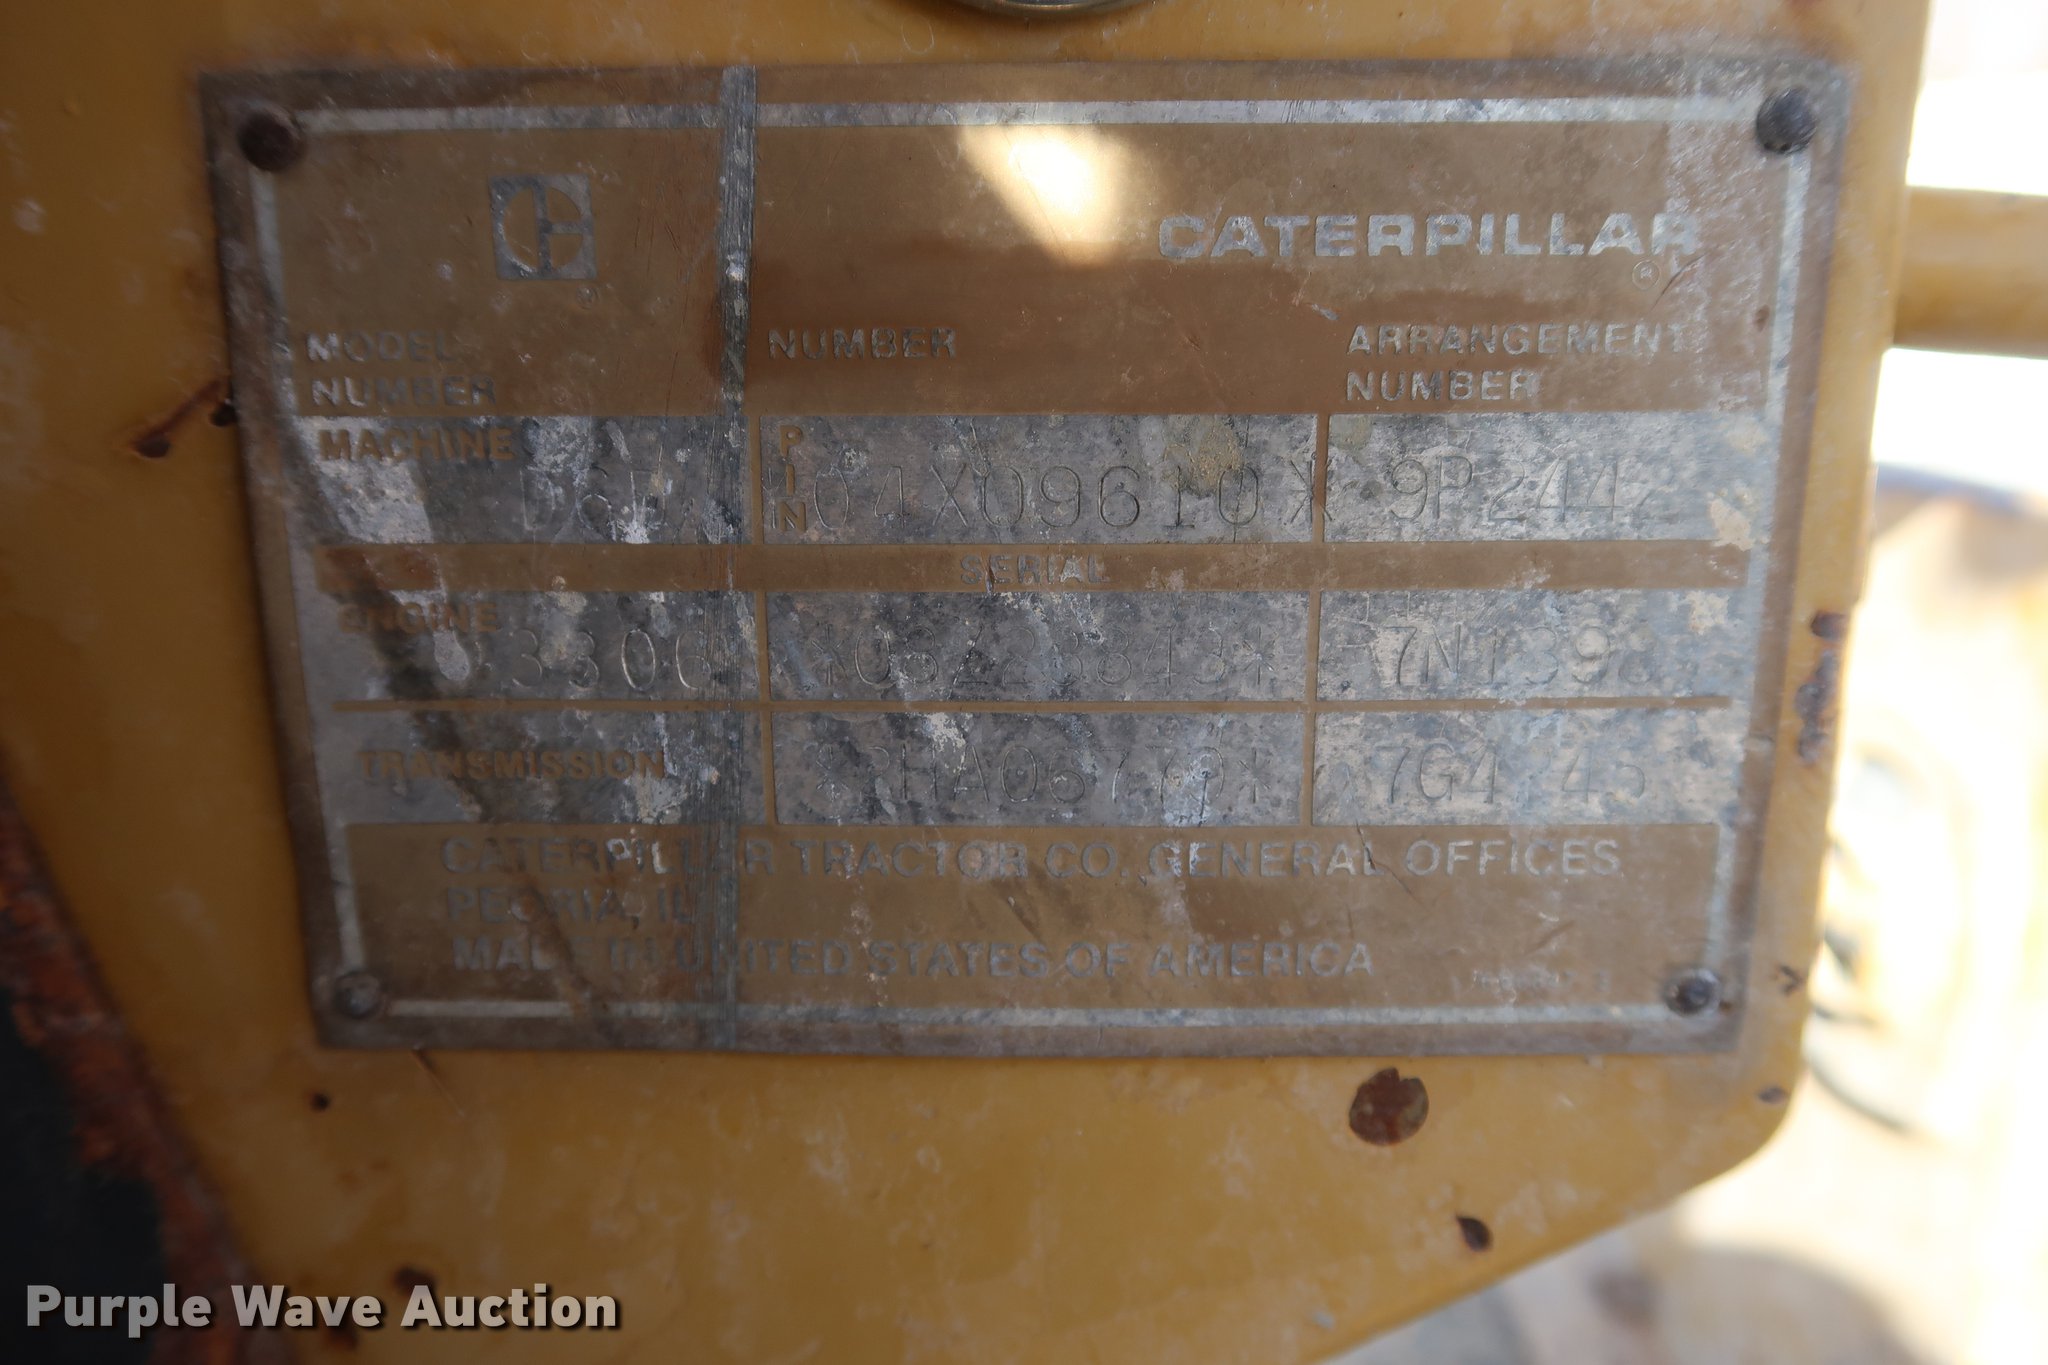 CATERPILLAR
®
®
MODEL NUMBER
NUMBER
ARRANGEMENT NUMBER
MACHINE
D6D
PIN
*04X09610*
9P2442
SERIAL
ENGINE
3306
7N1398
TRANSMISSION
CATERPILLAR TRACTOR CO. GENERAL OFFICES
PEORIA, IL
MADE IN UNITED STATES OF AMERICA
Purple Wave Auction